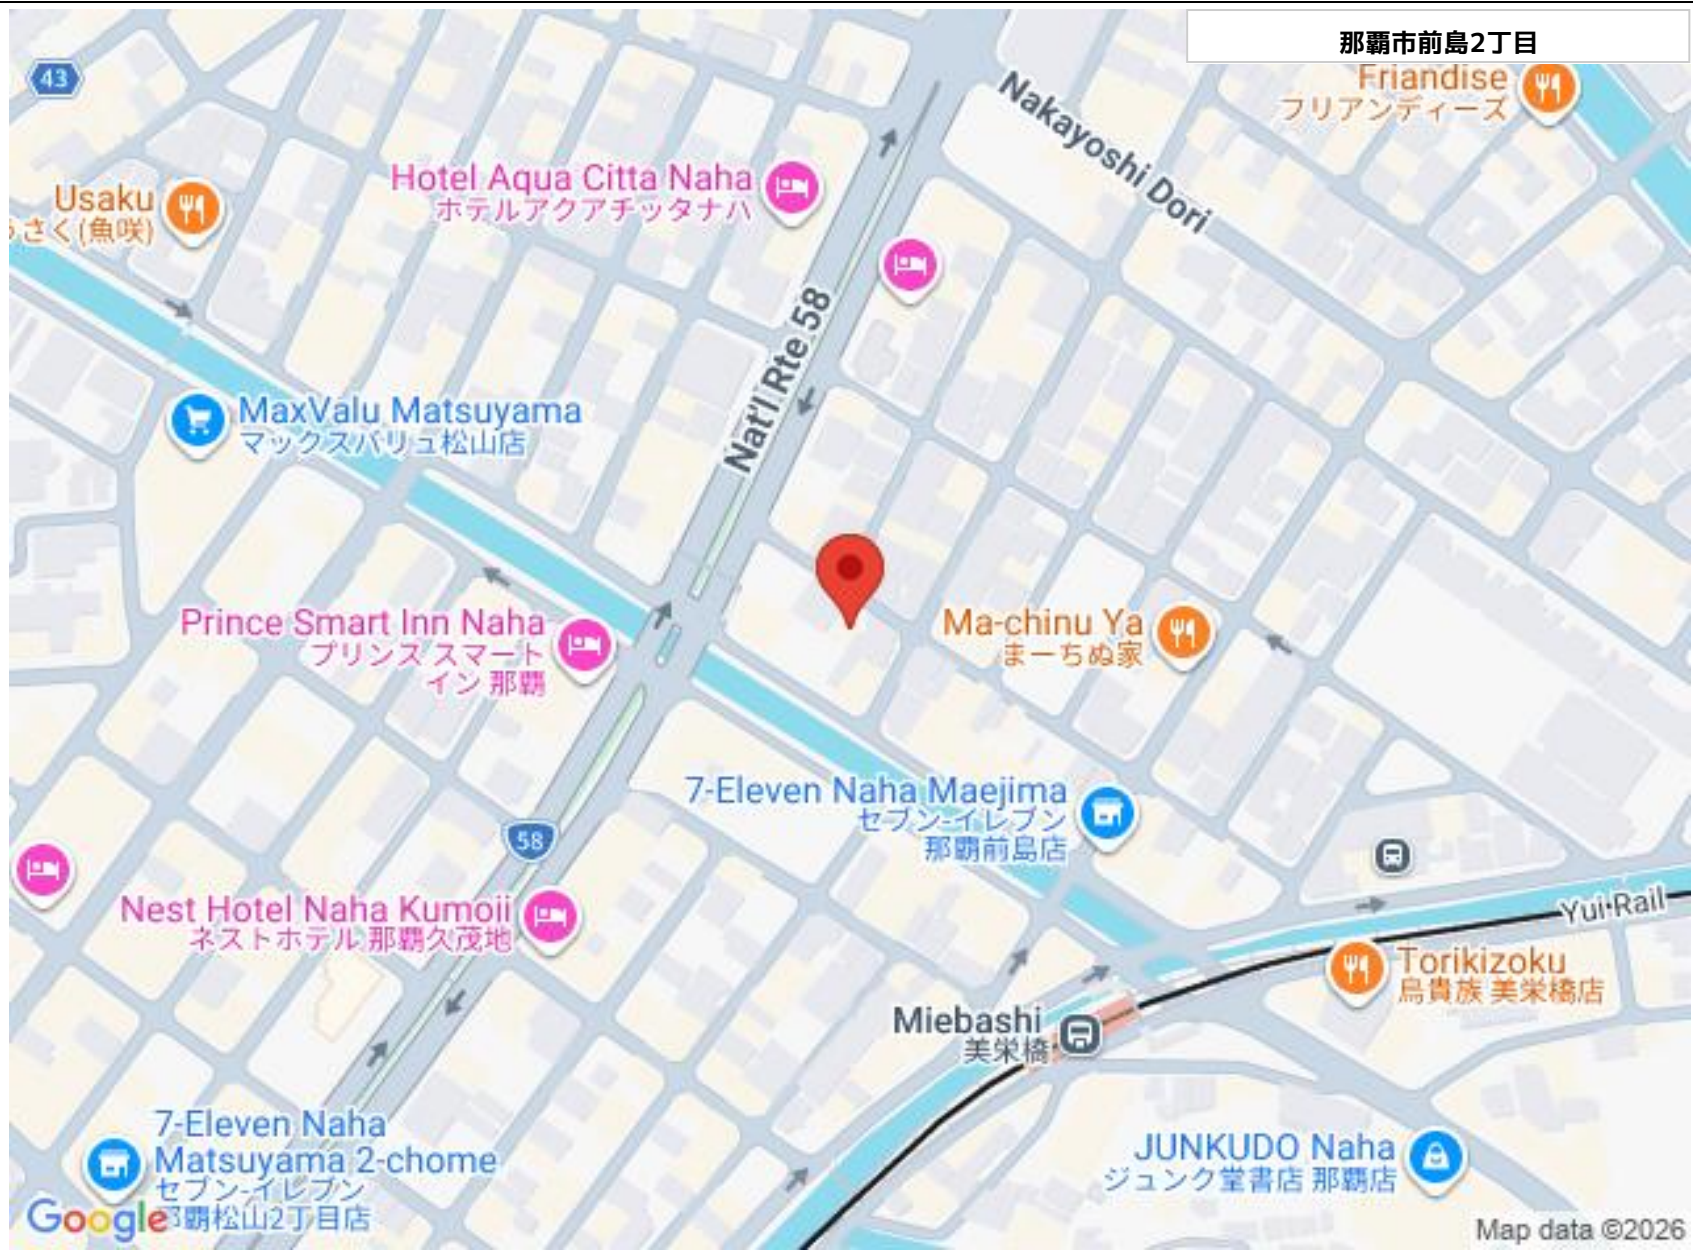 那覇市前島2丁目
43
Friandise
フリアンディーズ
Nakayoshi Dori
Hotel Aqua Citta Naha
ホテルアクアチッタナハ
Usaku
さく(魚咲)
Nat'l Rte 58
MaxValu Matsuyama
マックスバリュ松山店
Prince Smart Inn Naha
プリンス スマート
イン 那覇
Ma-chinu Ya
まーちぬ家
7-Eleven Naha Maejima
セブン-イレブン
那覇前島店
58
Nest Hotel Naha Kumoji
ネストホテル 那覇久茂地
Yui Rail
Torikizoku
鳥貴族 美栄橋店
Miebashi
美栄橋
7-Eleven Naha
Matsuyama 2-chome
セブン-イレブン
那覇松山2丁目店
JUNKUDO Naha
ジュンク堂書店 那覇店
Google
Map data ©2026